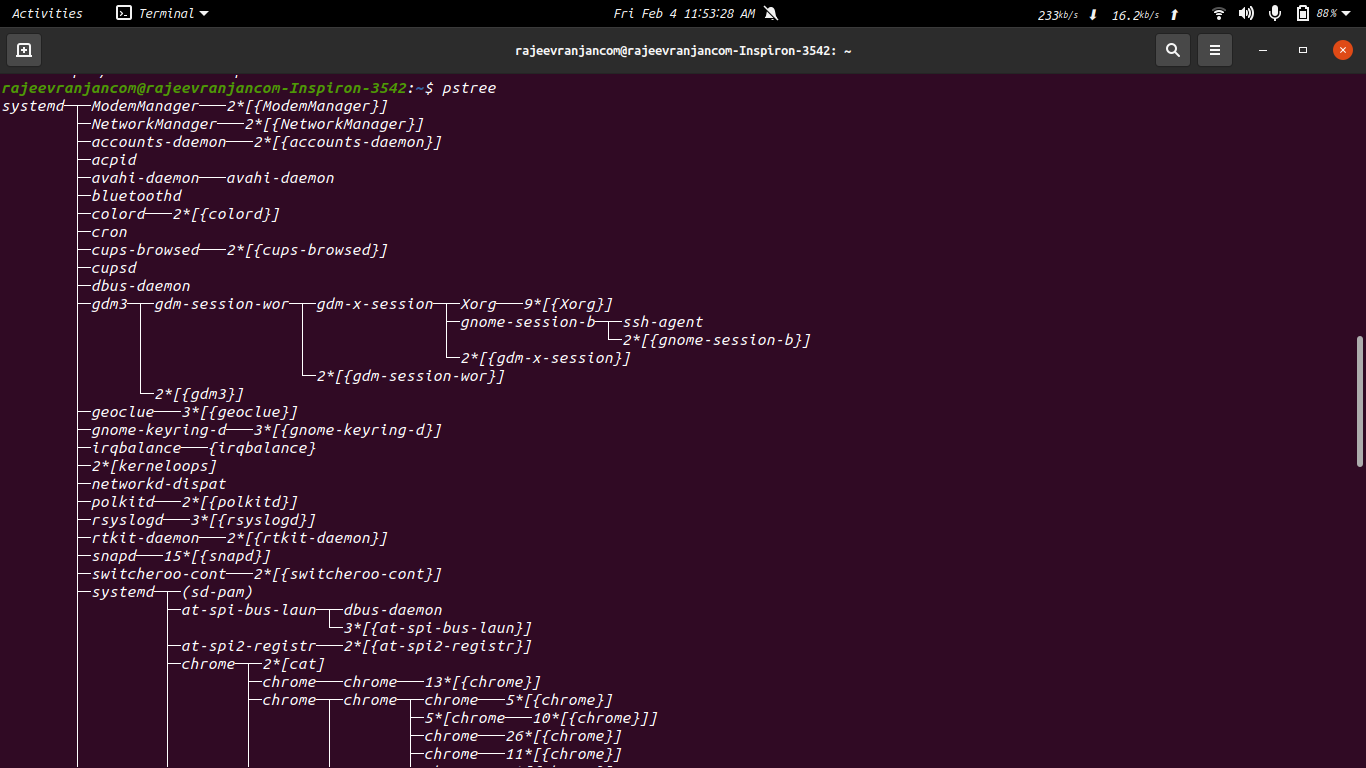 Activities Terminal Fri Feb 4 11:53:28 AM 233kb/s 16.2kb/s 88%
rajeevranjancom@rajeevranjancom-Inspiron-3542: ~
rajeevranjancom@rajeevranjancom-Inspiron-3542:~$ pstree
systemd─┬─ModemManager───2*[{ModemManager}]
├─NetworkManager───2*[{NetworkManager}]
├─accounts-daemon───2*[{accounts-daemon}]
├─acpid
├─avahi-daemon───avahi-daemon
├─bluetoothd
├─colord───2*[{colord}]
├─cron
├─cups-browsed───2*[{cups-browsed}]
├─cupsd
├─dbus-daemon
├─gdm3─┬─gdm-session-wor─┬─gdm-x-session─┬─Xorg───9*[{Xorg}]
│ │ │ ├─gnome-session-b─┬─ssh-agent
│ │ │ │ └─2*[{gnome-session-b}]
│ │ │ └─2*[{gdm-x-session}]
│ │ └─2*[{gdm-session-wor}]
│ └─2*[{gdm3}]
├─geoclue───3*[{geoclue}]
├─gnome-keyring-d───3*[{gnome-keyring-d}]
├─irqbalance───{irqbalance}
├─2*[kerneloops]
├─networkd-dispat
├─polkitd───2*[{polkitd}]
├─rsyslogd───3*[{rsyslogd}]
├─rtkit-daemon───2*[{rtkit-daemon}]
├─snapd───15*[{snapd}]
├─switcheroo-cont───2*[{switcheroo-cont}]
├─systemd─┬─(sd-pam)
│ ├─at-spi-bus-laun─┬─dbus-daemon
│ │ └─3*[{at-spi-bus-laun}]
│ ├─at-spi2-registr───2*[{at-spi2-registr}]
│ ├─chrome─┬─2*[cat]
│ │ ├─chrome───chrome───13*[{chrome}]
│ │ ├─chrome─┬─chrome─┬─chrome───5*[{chrome}]
│ │ │ │ ├─5*[chrome───10*[{chrome}]]
│ │ │ │ ├─chrome───26*[{chrome}]
│ │ │ │ ├─chrome───11*[{chrome}]